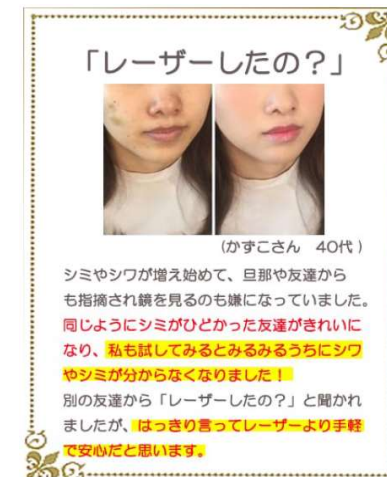 「レーザーしたの？」
（かずこさん　40代 ）
シミやシワが増え始めて、旦那や友達から
も指摘され鏡を見るのも嫌になっていました。
同じようにシミがひどかった友達がきれいに
なり、私も試してみるとみるみるうちにシワ
やシミが分からなくなりました！
別の友達から「レーザーしたの？」と聞かれ
ましたが、はっきり言ってレーザーより手軽
で安心だと思います。